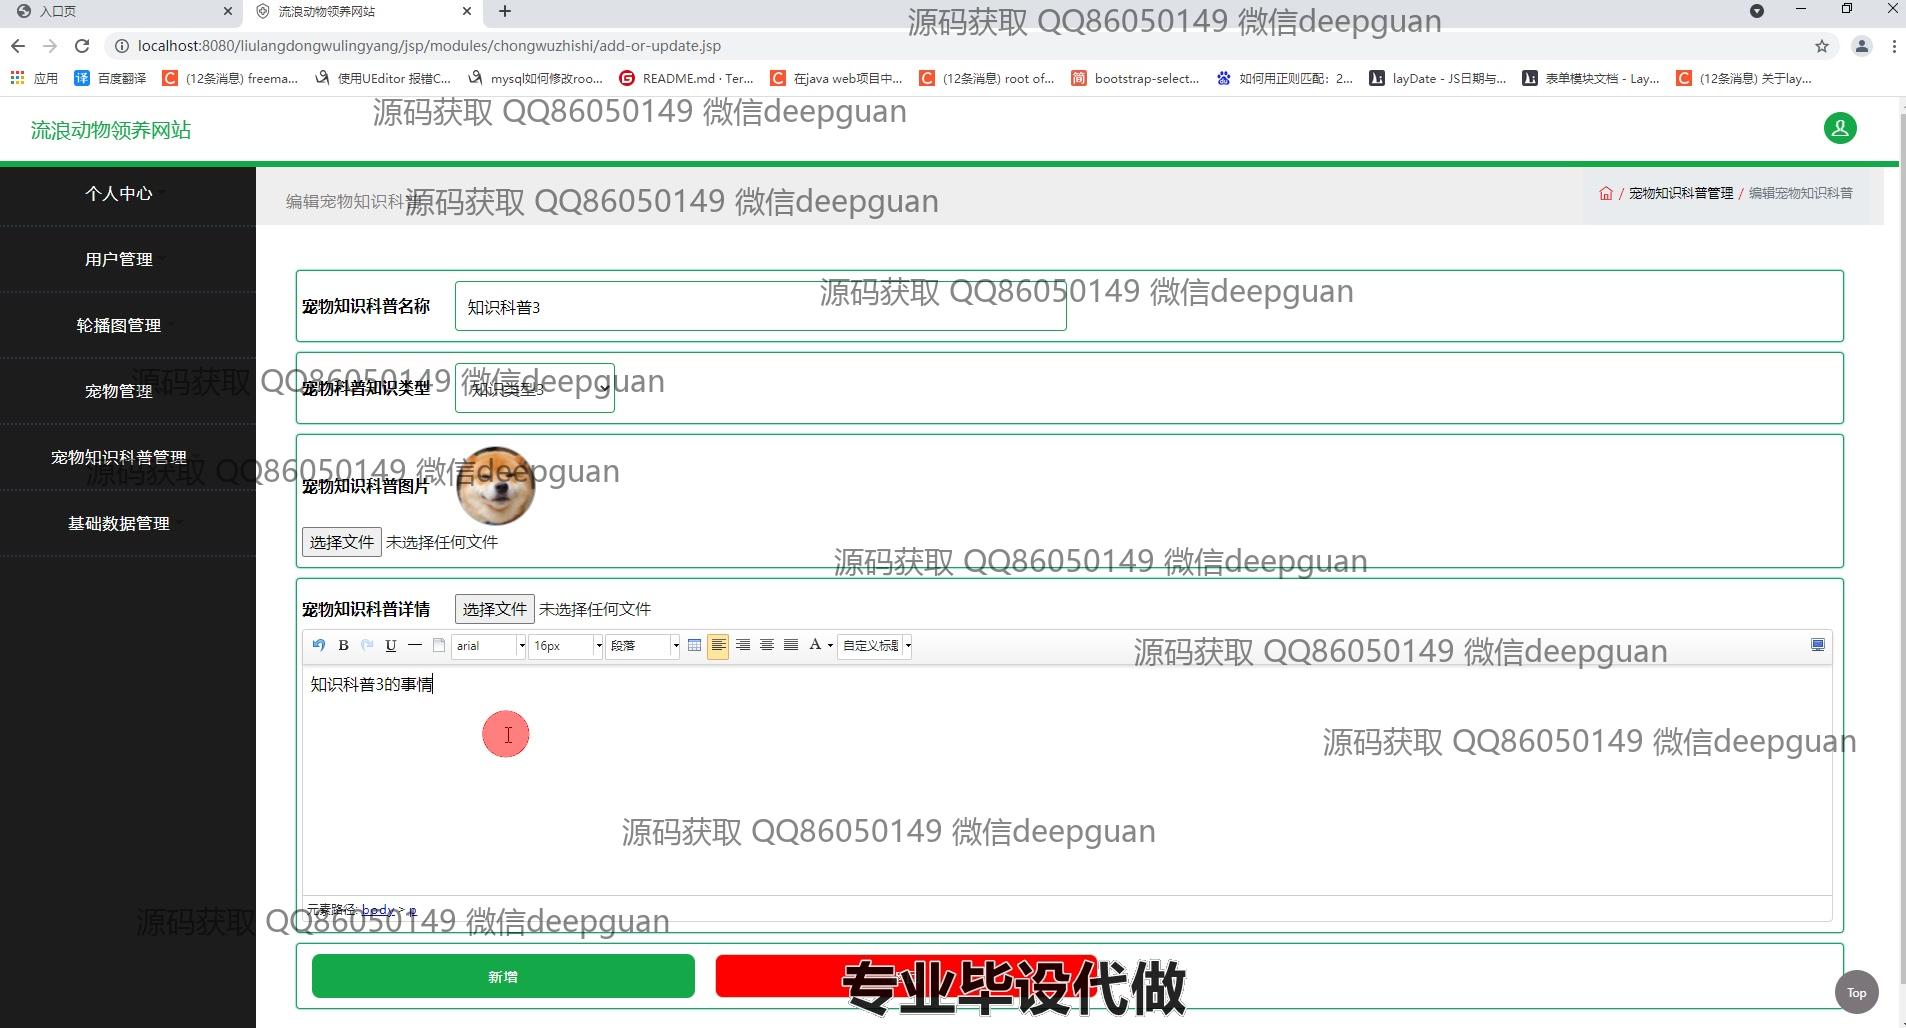 入口页
流浪动物领养网站
源码获取 QQ86050149 微信deepguan
localhost:8080/liulangdongwulingyang/jsp/modules/chongwuzhishi/add-or-update.jsp
应用 百度翻译 (12条消息) freema... 使用UEditor 报错C... mysql如何修改roo... README.md · Ter... 在java web项目中... (12条消息) root of... bootstrap-select... 如何用正则匹配：2... layDate - JS日期与... 表单模块文档 - Lay... (12条消息) 关于lay...
源码获取 QQ86050149 微信deepguan
流浪动物领养网站
个人中心
编辑宠物知识科普
源码获取 QQ86050149 微信deepguan
/ 宠物知识科普管理 / 编辑宠物知识科普
用户管理
轮播图管理
宠物管理
宠物知识科普管理
基础数据管理
源码获取 QQ86050149 微信deepguan
宠物知识科普名称 知识科普3
源码获取 QQ86050149 微信deepguan
宠物科普知识类型 知识类型3
源码获取 QQ86050149 微信deepguan
宠物知识科普图片
选择文件 未选择任何文件
源码获取 QQ86050149 微信deepguan
宠物知识科普详情 选择文件 未选择任何文件
B U arial 16px 段落 A 自定义标题
源码获取 QQ86050149 微信deepguan
知识科普3的事情
源码获取 QQ86050149 微信deepguan
源码获取 QQ86050149 微信deepguan
元素路径: body > p
源码获取 QQ86050149 微信deepguan
新增
专业毕设代做
Top